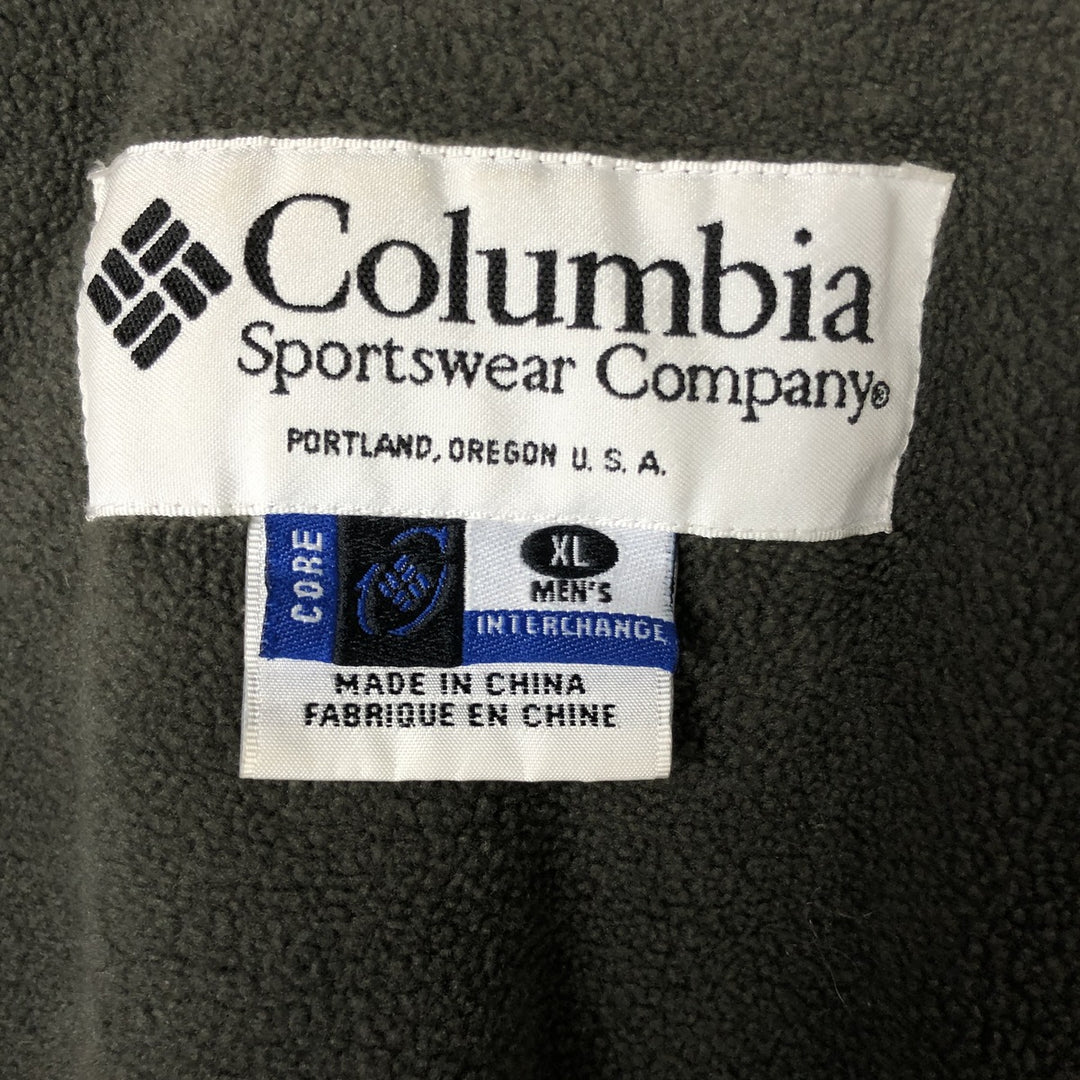 Columbia
Sportswear Company®
PORTLAND, OREGON U. S. A.
CORE
XL
MEN'S
INTERCHANGE
MADE IN CHINA
FABRIQUE EN CHINE